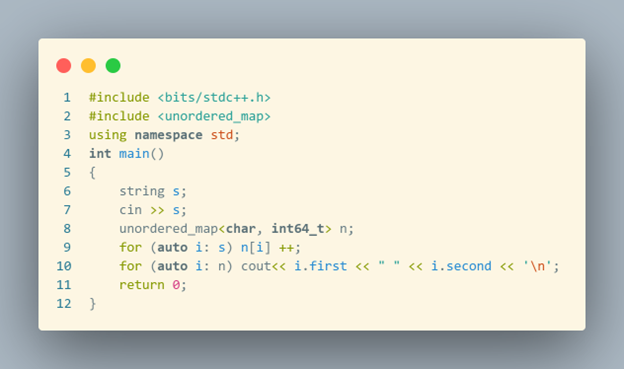 1 #include <bits/stdc++.h>
2 #include <unordered_map>
3 using namespace std;
4 int main()
5 {
6     string s;
7     cin >> s;
8     unordered_map<char, int64_t> n;
9     for (auto i: s) n[i] ++;
10     for (auto i: n) cout<< i.first << " " << i.second << '\n';
11     return 0;
12 }